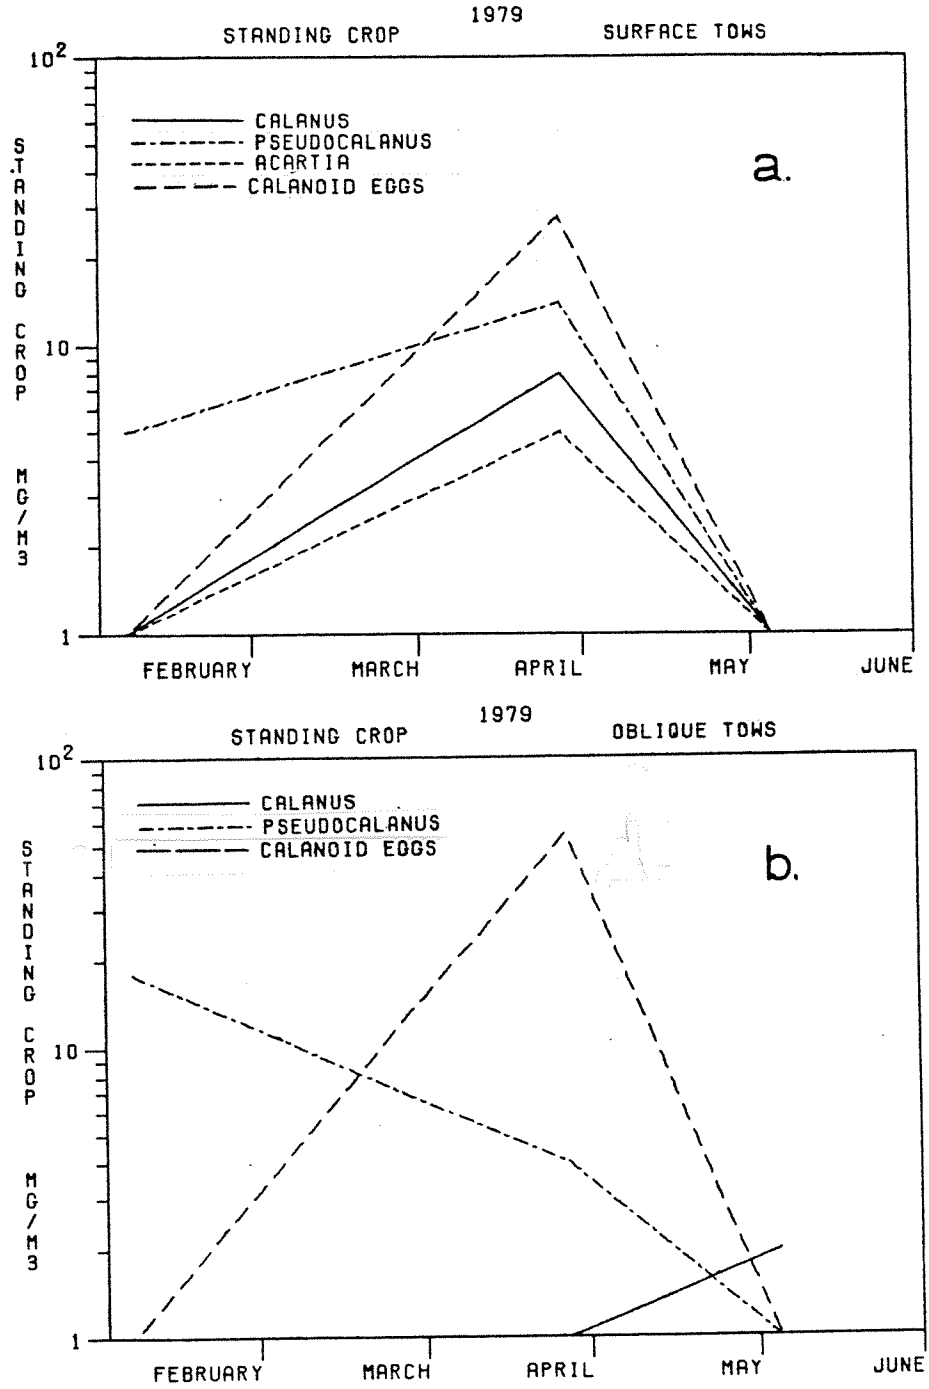 1979
STANDING CROP SURFACE TOWS
10²
CALANUS
PSEUDOCALANUS
ACARTIA
CALANOID EGGS
a.
STANDING CROP MG/M3
10
1
FEBRUARY MARCH APRIL MAY JUNE
1979
STANDING CROP OBLIQUE TOWS
10²
CALANUS
PSEUDOCALANUS
CALANOID EGGS
b.
STANDING CROP MG/M3
10
1
FEBRUARY MARCH APRIL MAY JUNE